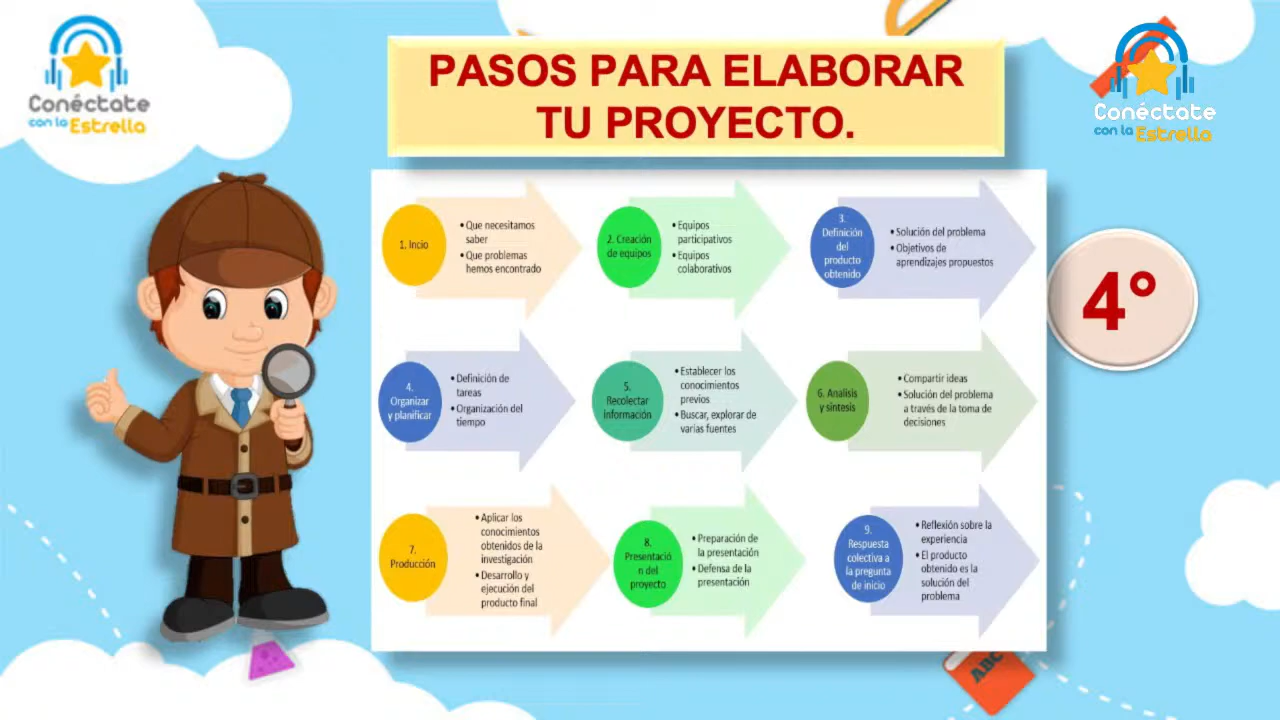 Conéctate
con la Estrella
PASOS PARA ELABORAR
TU PROYECTO.
Conéctate
con la Estrella
1. Incio
• Que necesitamos
saber
• Que problemas
hemos encontrado
2. Creación
de equipos
• Equipos
participativos
• Equipos
colaborativos
3.
Definición
del
producto
obtenido
• Solución del problema
• Objetivos de
aprendizajes propuestos
4°
4.
Organizar
y planificar
• Definición de
tareas
• Organización del
tiempo
5.
Recolectar
información
• Establecer los
conocimientos
previos
• Buscar, explorar de
varias fuentes
6. Analisis
y sintesis
• Compartir ideas
• Solución del problema
a través de la toma de
decisiones
7.
Producción
• Aplicar los
conocimientos
obtenidos de la
investigación
• Desarrollo y
ejecución del
producto final
8.
Presentació
n del
proyecto
• Preparación de
la presentación
• Defensa de la
presentación
9.
Respuesta
colectiva a
la pregunta
de inicio
• Reflexión sobre la
experiencia
• El producto
obtenido es la
solución del
problema
ABC